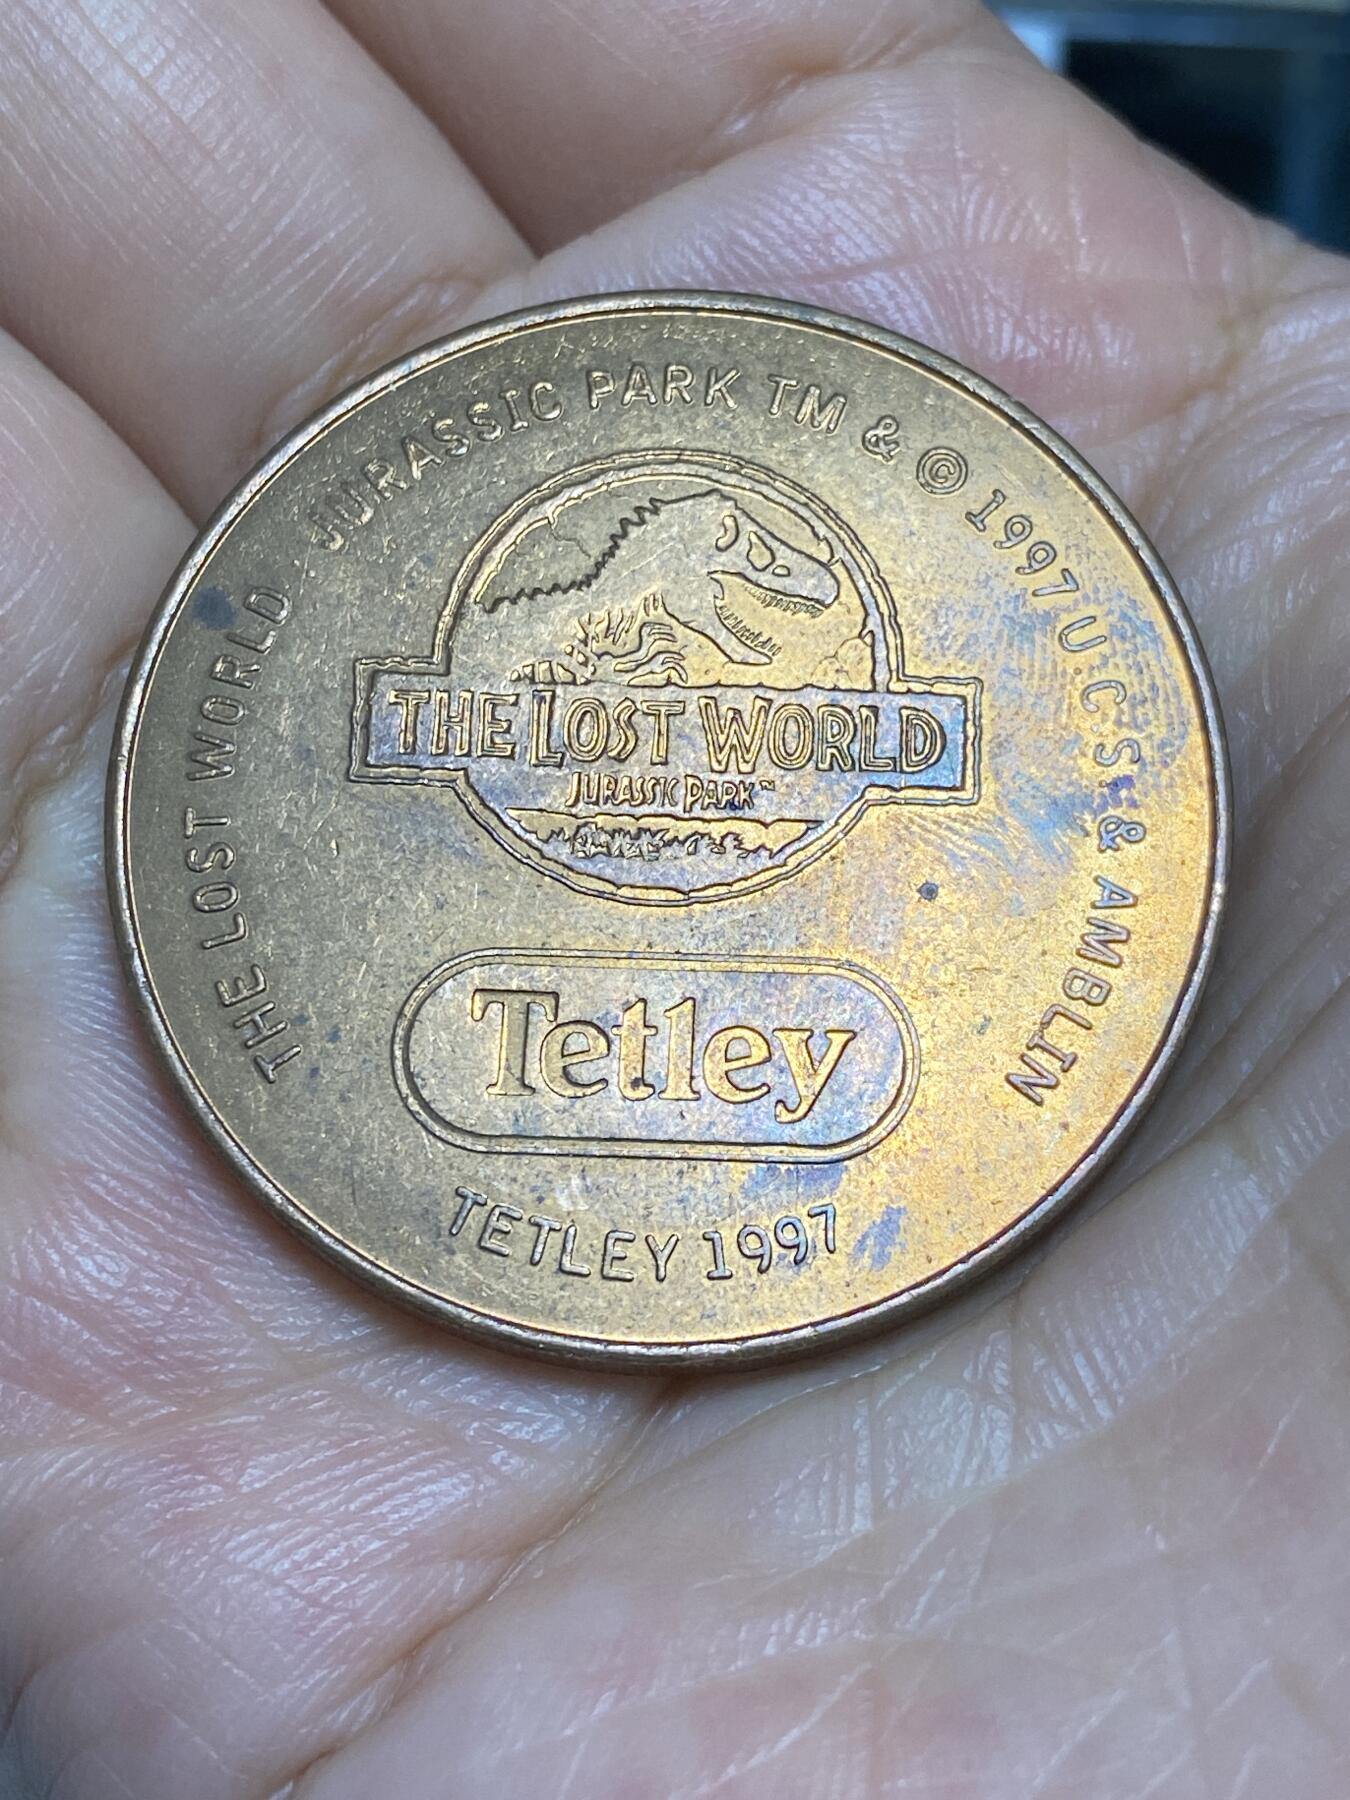 THE LOST WORLD JURASSIC PARK TM & © 1997 U.C.S. & AMBLIN
THE LOST WORLD
JURASSIC PARK™
Tetley
TETLEY 1997